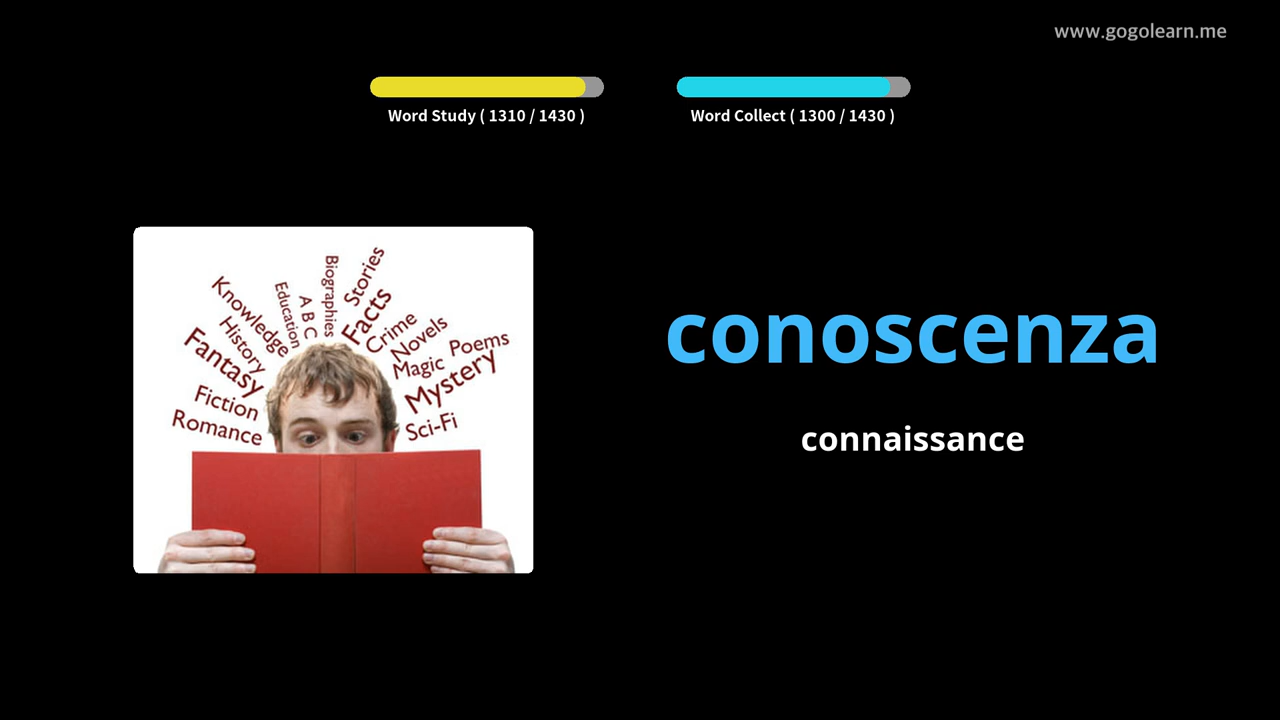 www.gogolearn.me
Word Study ( 1310 / 1430 )
Word Collect ( 1300 / 1430 )
Stories
Biographies
Facts
A B C
Education
Knowledge
Crime
Novels
History
Poems
Fantasy
Magic
Mystery
Fiction
Sci-Fi
Romance
conoscenza
connaissance